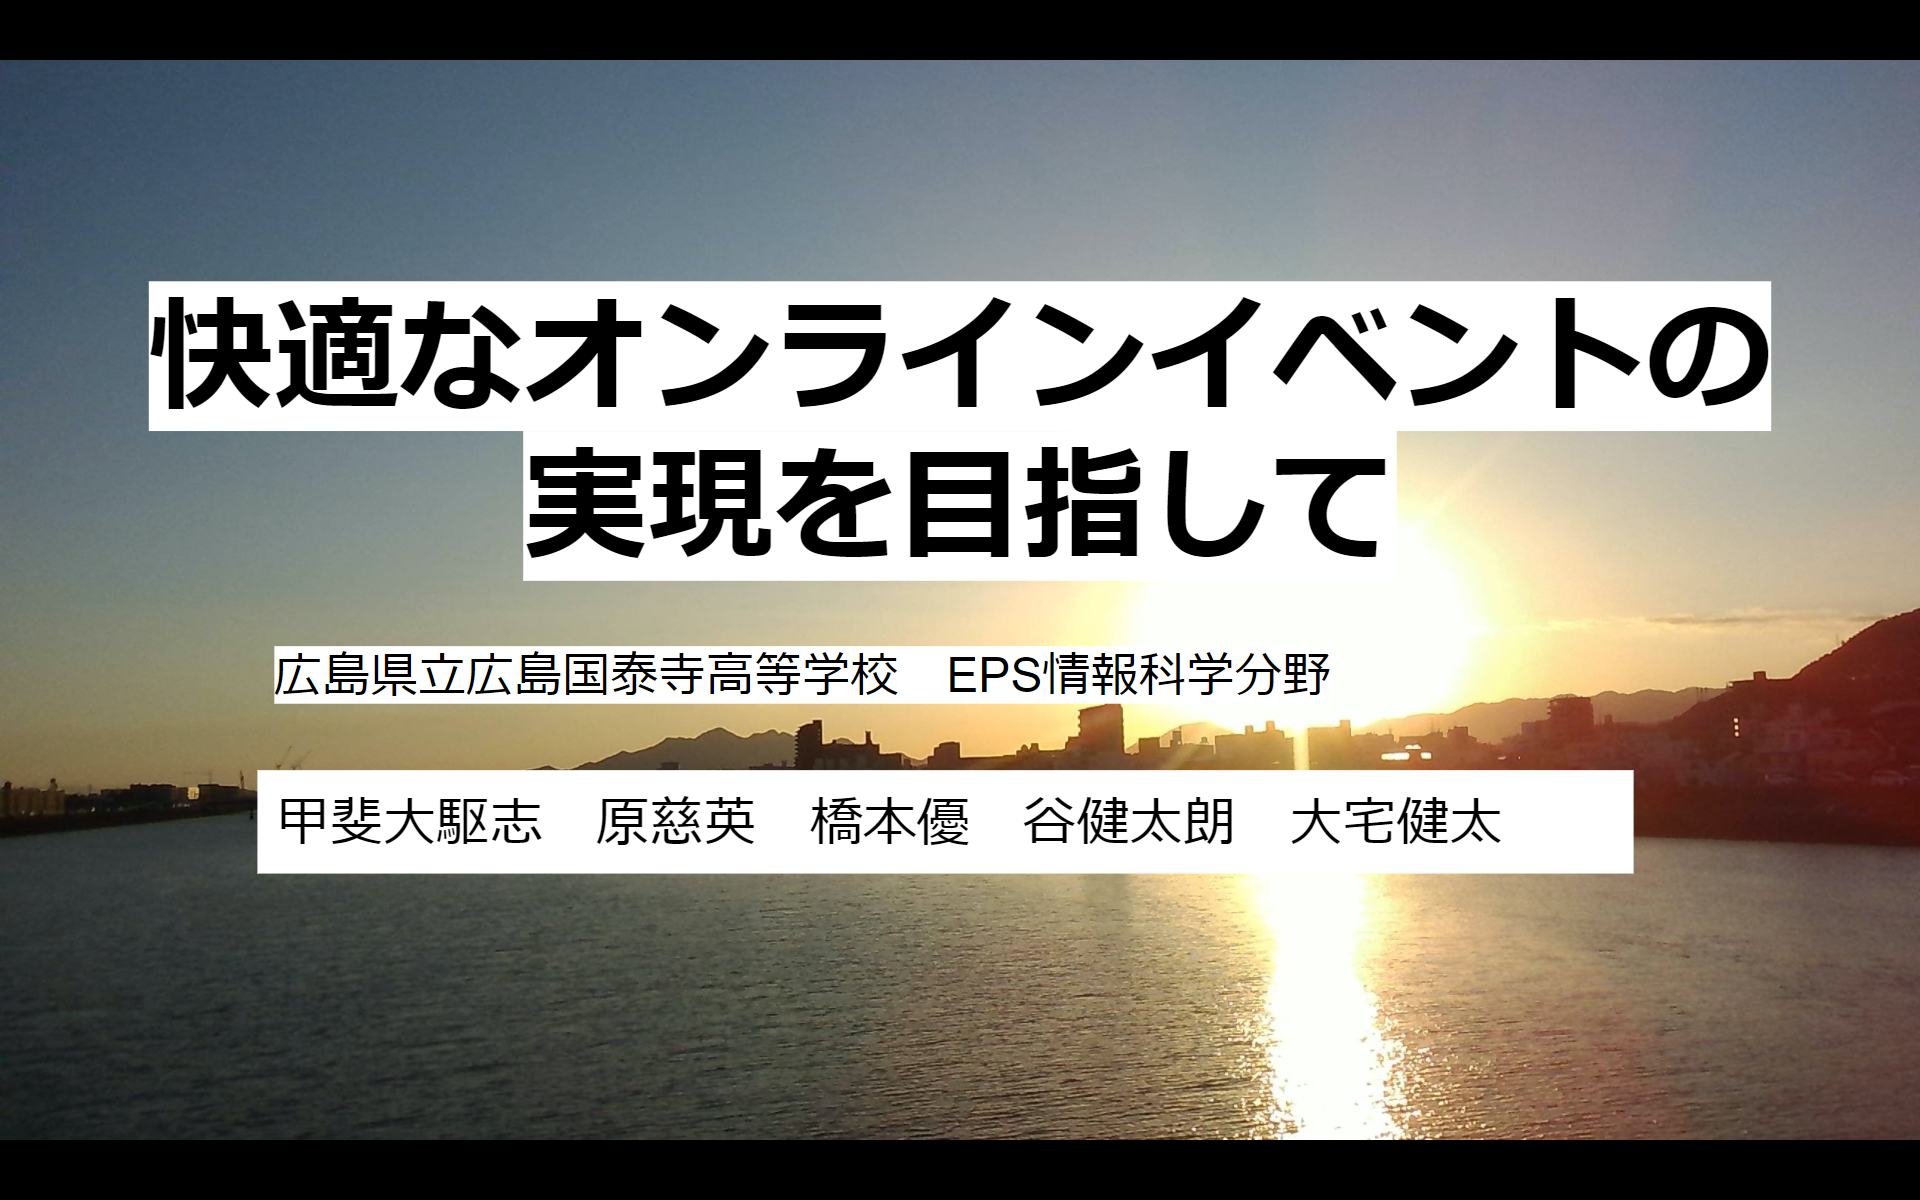 快適なオンラインイベントの
実現を目指して
広島県立広島国泰寺高等学校　EPS情報科学分野
甲斐大駆志　原慈英　橋本優　谷健太朗　大宅健太